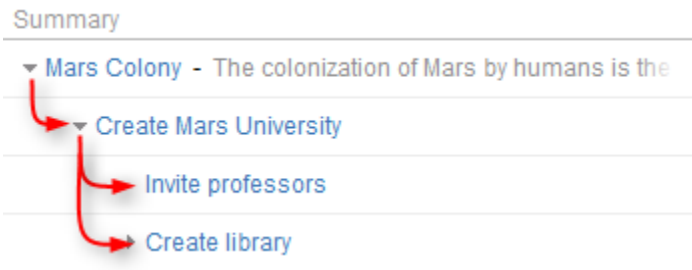 Summary
Mars Colony - The colonization of Mars by humans is the
Create Mars University
Invite professors
Create library